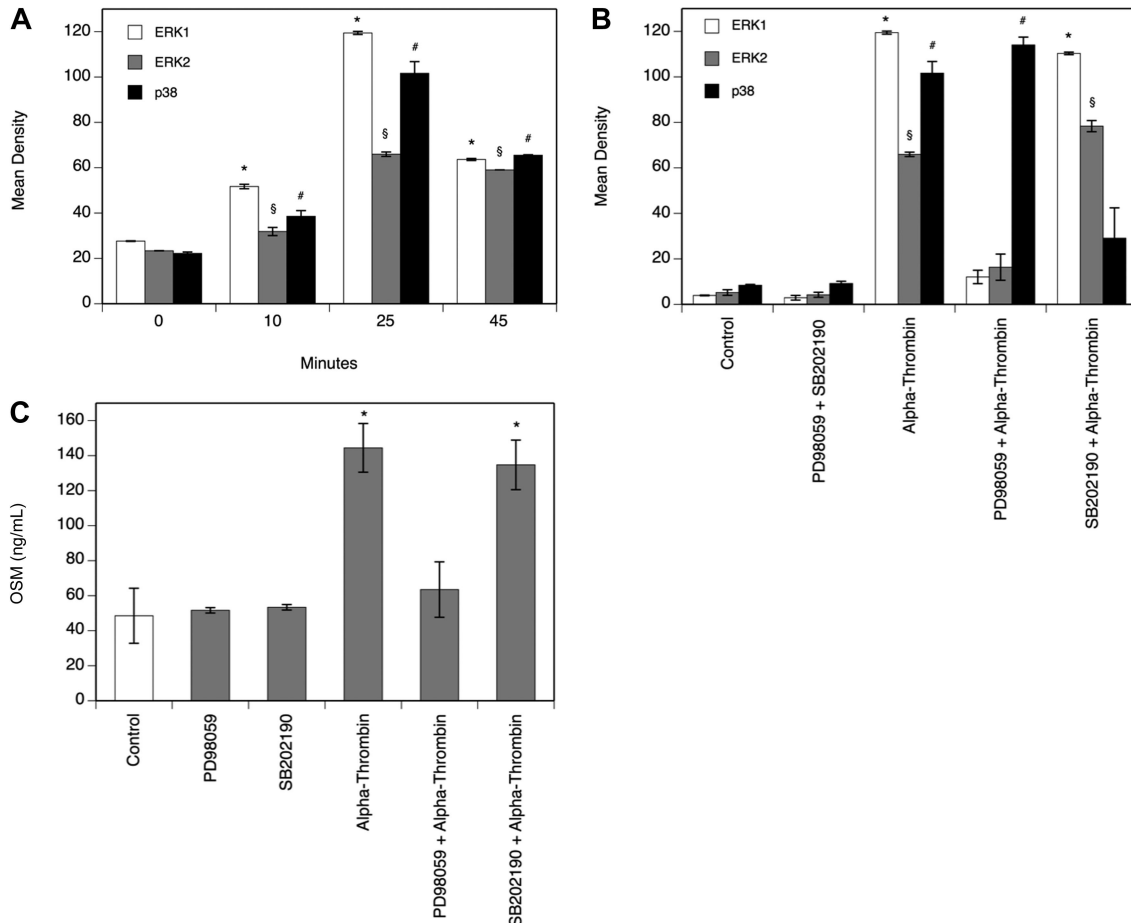 A
ERK1
ERK2
p38
Mean Density
120
100
80
60
40
20
0
*
§
#
*
§
#
*
§
#
0
10
25
45
Minutes
B
ERK1
ERK2
p38
Mean Density
120
100
80
60
40
20
0
*
§
#
#
*
§
Control
PD98059 + SB202190
Alpha-Thrombin
PD98059 + Alpha-Thrombin
SB202190 + Alpha-Thrombin
C
OSM (ng/mL)
160
140
120
100
80
60
40
20
0
*
*
Control
PD98059
SB202190
Alpha-Thrombin
PD98059 + Alpha-Thrombin
SB202190 + Alpha-Thrombin